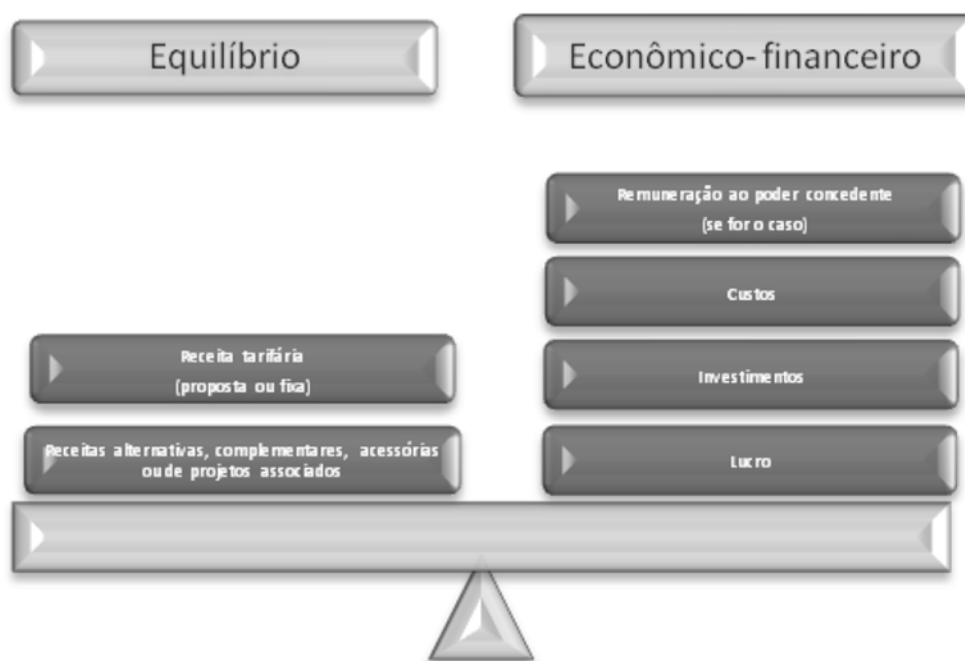 Equilíbrio
Econômico-financeiro
Remuneração ao poder concedente
(se for o caso)
Custos
Receita tarifária
(proposta ou fixa)
Investimentos
Receitas alternativas, complementares, acessórias
ou de projetos associados
Lucro